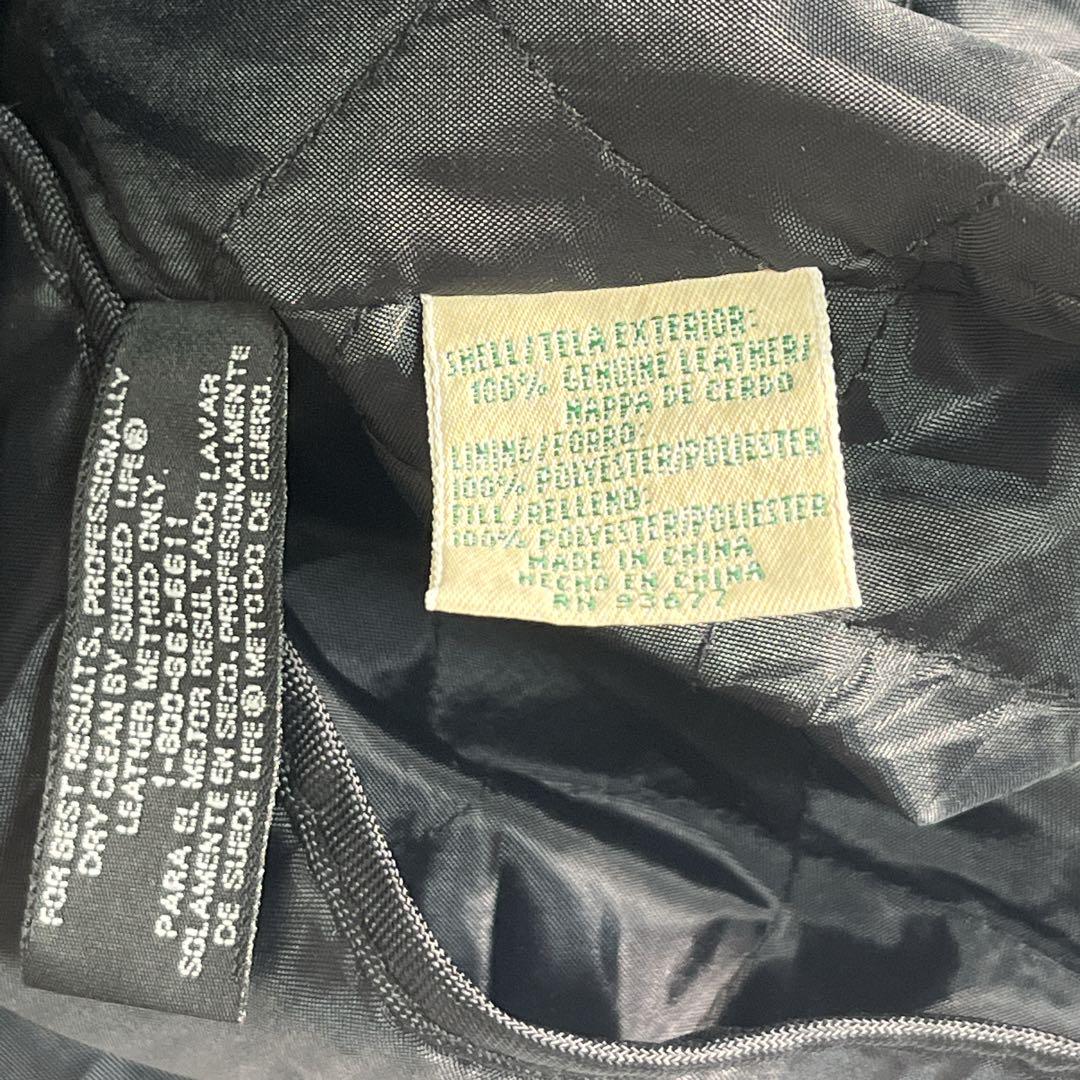 FOR BEST RESULTS, PROFESSIONALLY
DRY CLEAN BY SUEDED LIFE®
LEATHER METHOD ONLY.
1-800-663-6611
PARA EL METOR RESULTADO LAVAR
SOLAMENTE EN SECO, PROFESIONALMENTE
DE SUEDE LIFE® METODO DE CUERO.
SHELL/TELA EXTERIOR:
100% GENUINE LEATHER/
NAPPA DE CERDO
LINING/FORRO:
100% POLYESTER/POLIESTER
FILL/RELLENO:
100% POLYESTER/POLIESTER
MADE IN CHINA
HECHO EN CHINA
RN 93677